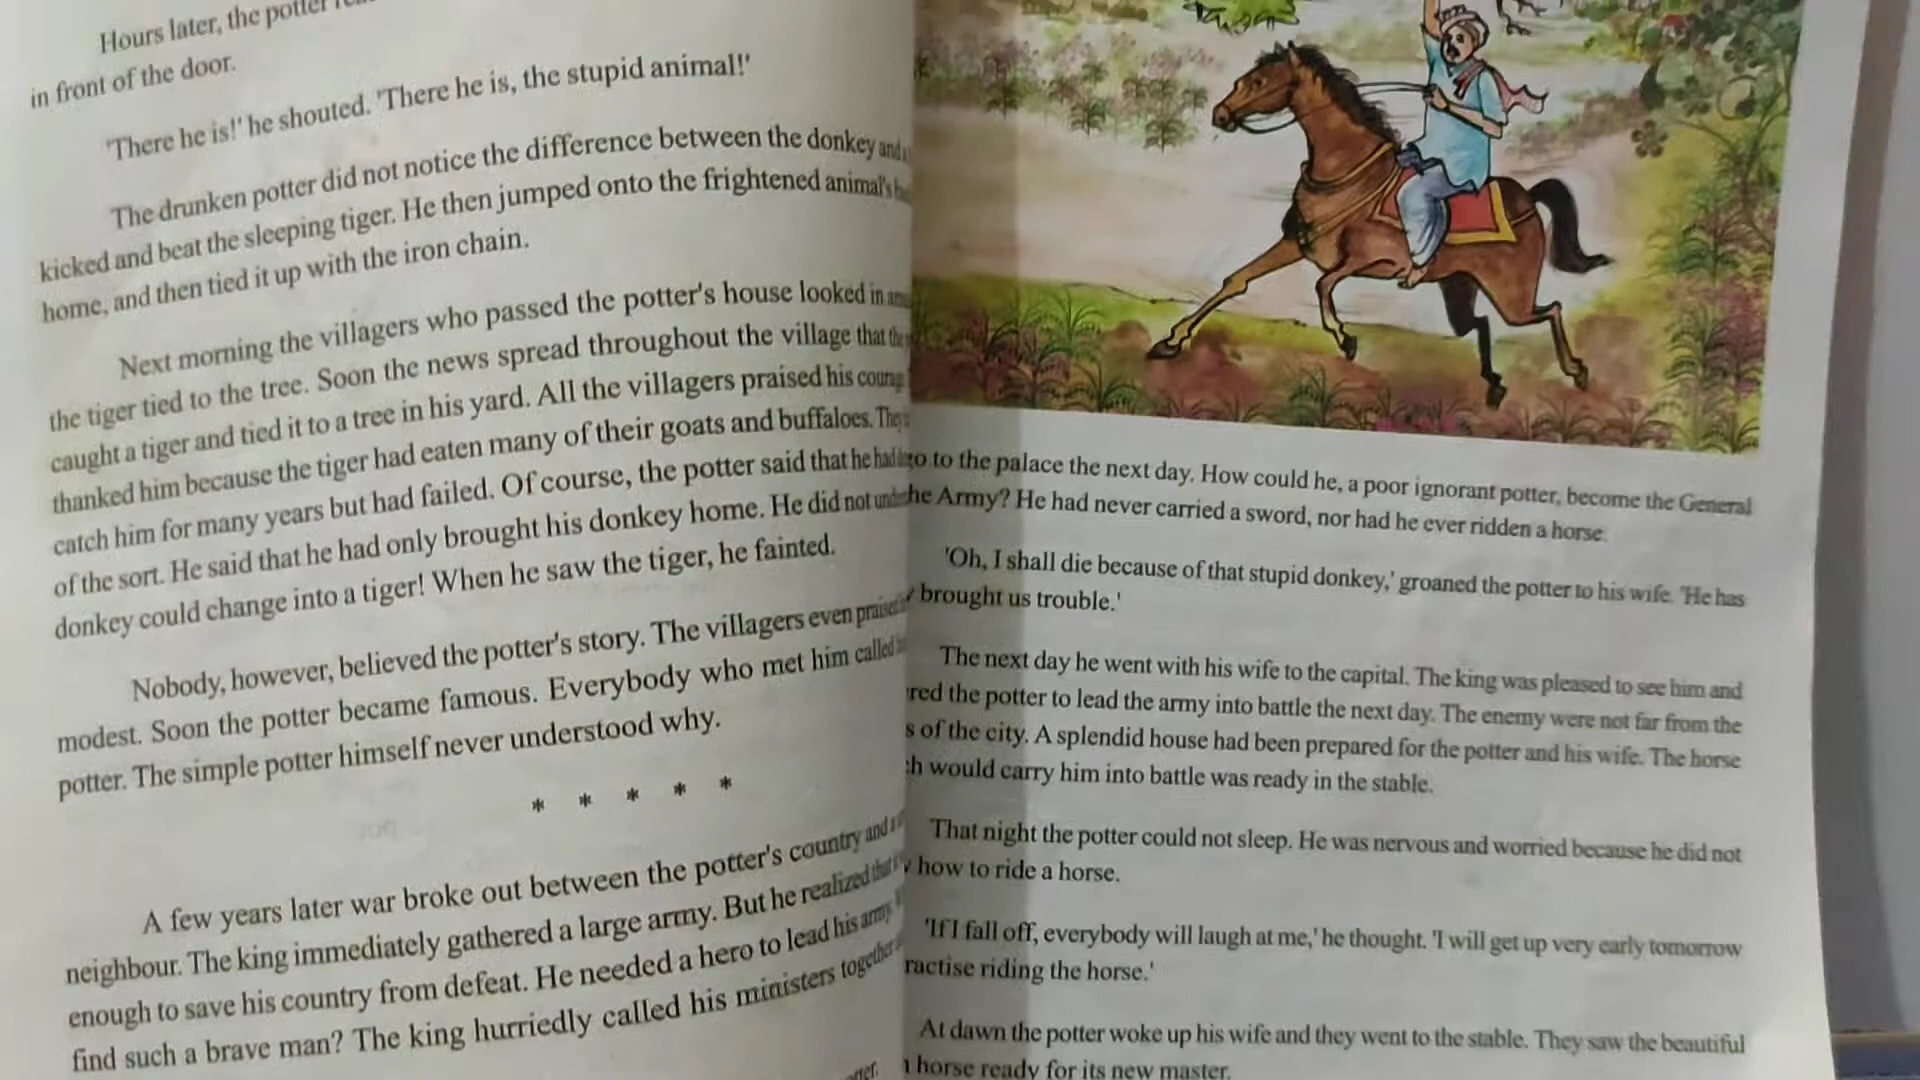 Hours later, the potter
in front of the door.
'There he is!' he shouted. 'There he is, the stupid animal!'
The drunken potter did not notice the difference between the donkey and
kicked and beat the sleeping tiger. He then jumped onto the frightened animal's
home, and then tied it up with the iron chain.
Next morning the villagers who passed the potter's house looked in
the tiger tied to the tree. Soon the news spread throughout the village that
caught a tiger and tied it to a tree in his yard. All the villagers praised his
thanked him because the tiger had eaten many of their goats and buffaloes.
catch him for many years but had failed. Of course, the potter said that he had
of the sort. He said that he had only brought his donkey home. He did not
donkey could change into a tiger! When he saw the tiger, he fainted.
Nobody, however, believed the potter's story. The villagers even
modest. Soon the potter became famous. Everybody who met him called
potter. The simple potter himself never understood why.
* * * * *
A few years later war broke out between the potter's country and
neighbour. The king immediately gathered a large army. But he realized that
enough to save his country from defeat. He needed a hero to lead his army.
find such a brave man? The king hurriedly called his ministers together
to the palace the next day. How could he, a poor ignorant potter, become the General
Army? He had never carried a sword, nor had he ever ridden a horse.
'Oh, I shall die because of that stupid donkey,' groaned the potter to his wife. 'He has
brought us trouble.'
The next day he went with his wife to the capital. The king was pleased to see him and
the potter to lead the army into battle the next day. The enemy were not far from the
of the city. A splendid house had been prepared for the potter and his wife. The horse
would carry him into battle was ready in the stable.
That night the potter could not sleep. He was nervous and worried because he did not
how to ride a horse.
'If I fall off, everybody will laugh at me,' he thought. 'I will get up very early tomorrow
riding the horse.'
At dawn the potter woke up his wife and they went to the stable. They saw the beautiful
horse ready for its new master.